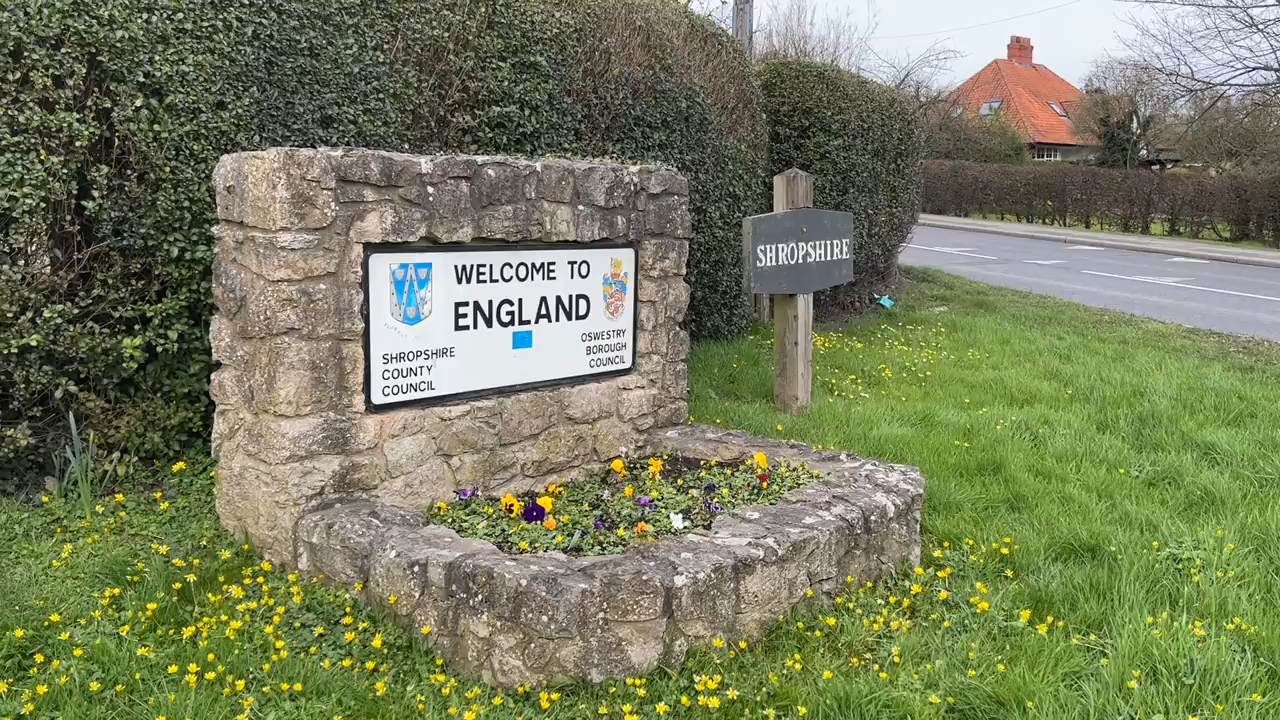 WELCOME TO
ENGLAND
SHROPSHIRE
COUNTY
COUNCIL
OSWESTRY
BOROUGH
COUNCIL
SHROPSHIRE